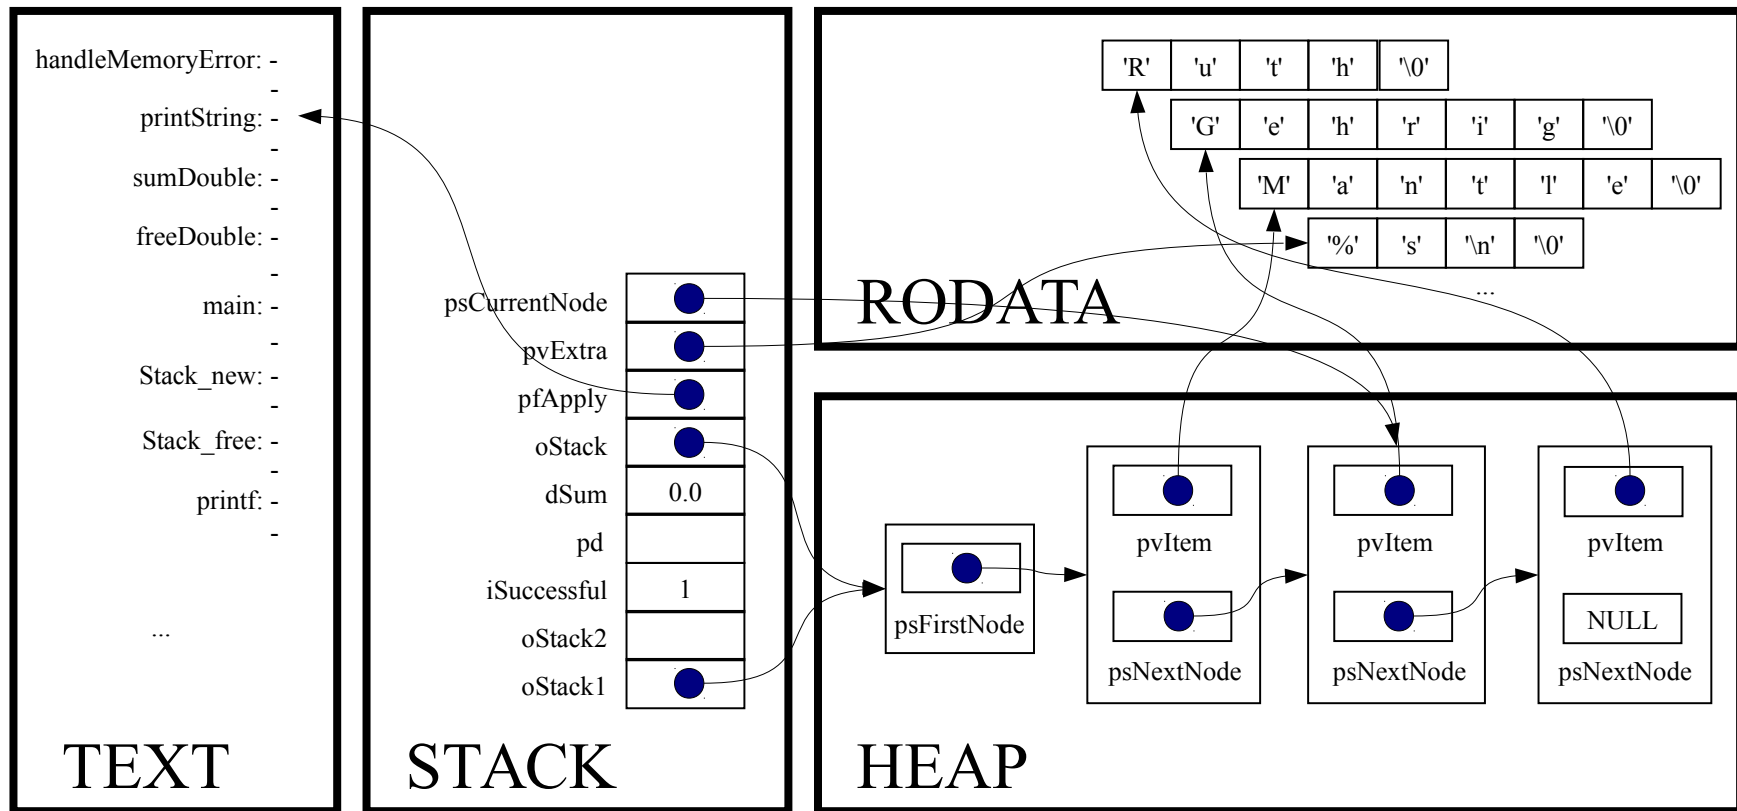 handleMemoryError: -
-
printString: -
-
sumDouble: -
-
freeDouble: -
-
main: -
-
Stack_new: -
-
Stack_free: -
-
printf: -
-
...
TEXT
psCurrentNode
pvExtra
pfApply
oStack
dSum 0.0
pd
iSuccessful 1
oStack2
oStack1
STACK
'R' 'u' 't' 'h' '\0'
'G' 'e' 'h' 'r' 'i' 'g' '\0'
'M' 'a' 'n' 't' 'l' 'e' '\0'
'%' 's' '\n' '\0'
...
RODATA
psFirstNode
pvItem pvItem pvItem
NULL
psNextNode psNextNode psNextNode
HEAP